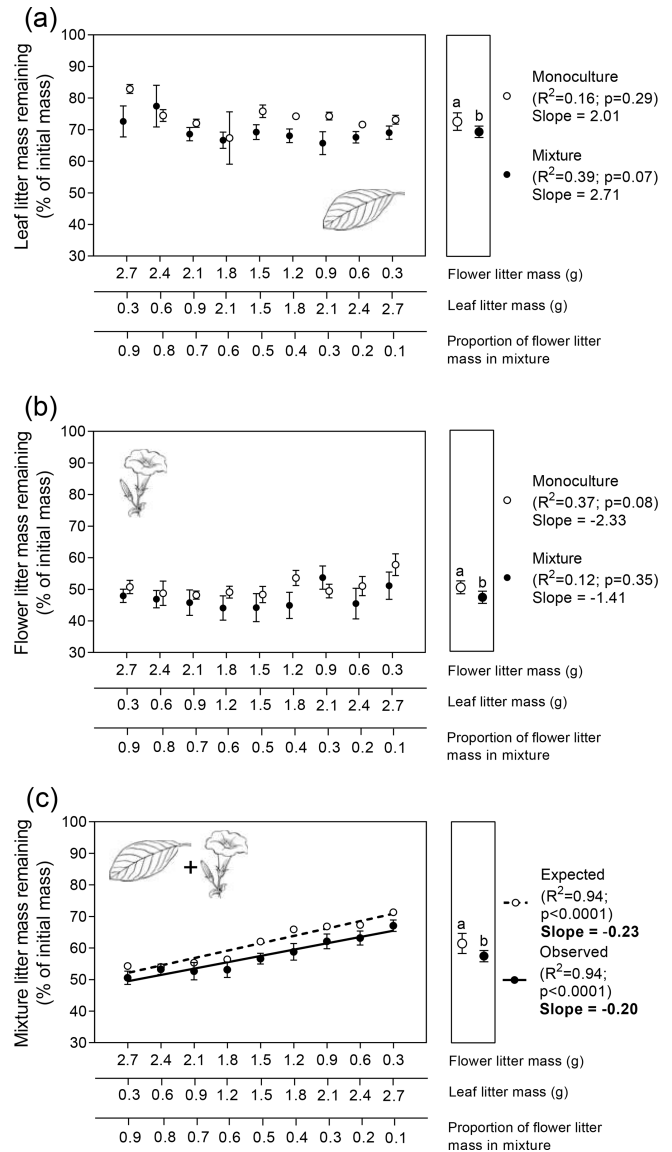 (a)
Leaf litter mass remaining
(% of initial mass)
100
90
80
70
60
50
40
30
a
b
Monoculture
(R²=0.16; p=0.29)
Slope = 2.01
Mixture
(R²=0.39; p=0.07)
Slope = 2.71
2.7 2.4 2.1 1.8 1.5 1.2 0.9 0.6 0.3
Flower litter mass (g)
0.3 0.6 0.9 2.1 1.5 1.8 2.1 2.4 2.7
Leaf litter mass (g)
0.9 0.8 0.7 0.6 0.5 0.4 0.3 0.2 0.1
Proportion of flower litter
mass in mixture
(b)
Flower litter mass remaining
(% of initial mass)
100
90
80
70
60
50
40
30
a
b
Monoculture
(R²=0.37; p=0.08)
Slope = -2.33
Mixture
(R²=0.12; p=0.35)
Slope = -1.41
2.7 2.4 2.1 1.8 1.5 1.2 0.9 0.6 0.3
Flower litter mass (g)
0.3 0.6 0.9 1.2 1.5 1.8 2.1 2.4 2.7
Leaf litter mass (g)
0.9 0.8 0.7 0.6 0.5 0.4 0.3 0.2 0.1
Proportion of flower litter
mass in mixture
(c)
Mixture litter mass remaining
(% of initial mass)
100
90
80
70
60
50
40
30
+
a
b
Expected
(R²=0.94;
p<0.0001)
Slope = -0.23
Observed
(R²=0.94;
p<0.0001)
Slope = -0.20
2.7 2.4 2.1 1.8 1.5 1.2 0.9 0.6 0.3
Flower litter mass (g)
0.3 0.6 0.9 1.2 1.5 1.8 2.1 2.4 2.7
Leaf litter mass (g)
0.9 0.8 0.7 0.6 0.5 0.4 0.3 0.2 0.1
Proportion of flower litter
mass in mixture